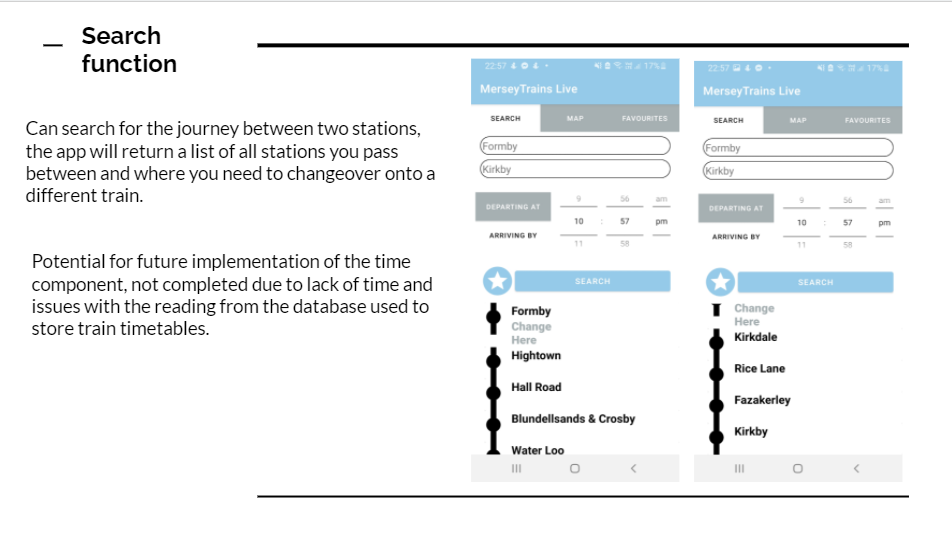 Search
function
Can search for the journey between two stations,
the app will return a list of all stations you pass
between and where you need to changeover onto a
different train.
Potential for future implementation of the time
component, not completed due to lack of time and
issues with the reading from the database used to
store train timetables.
22:57
17%
MerseyTrains Live
SEARCH MAP FAVOURITES
Formby
Kirkby
9 56 am
DEPARTING AT
10 : 57 pm
ARRIVING BY
11 58
SEARCH
Formby
Change
Here
Hightown
Hall Road
Blundellsands & Crosby
Water Loo
22:57
17%
MerseyTrains Live
SEARCH MAP FAVOURITES
Formby
Kirkby
9 56 am
DEPARTING AT
10 : 57 pm
ARRIVING BY
11 58
SEARCH
Change
Here
Kirkdale
Rice Lane
Fazakerley
Kirkby